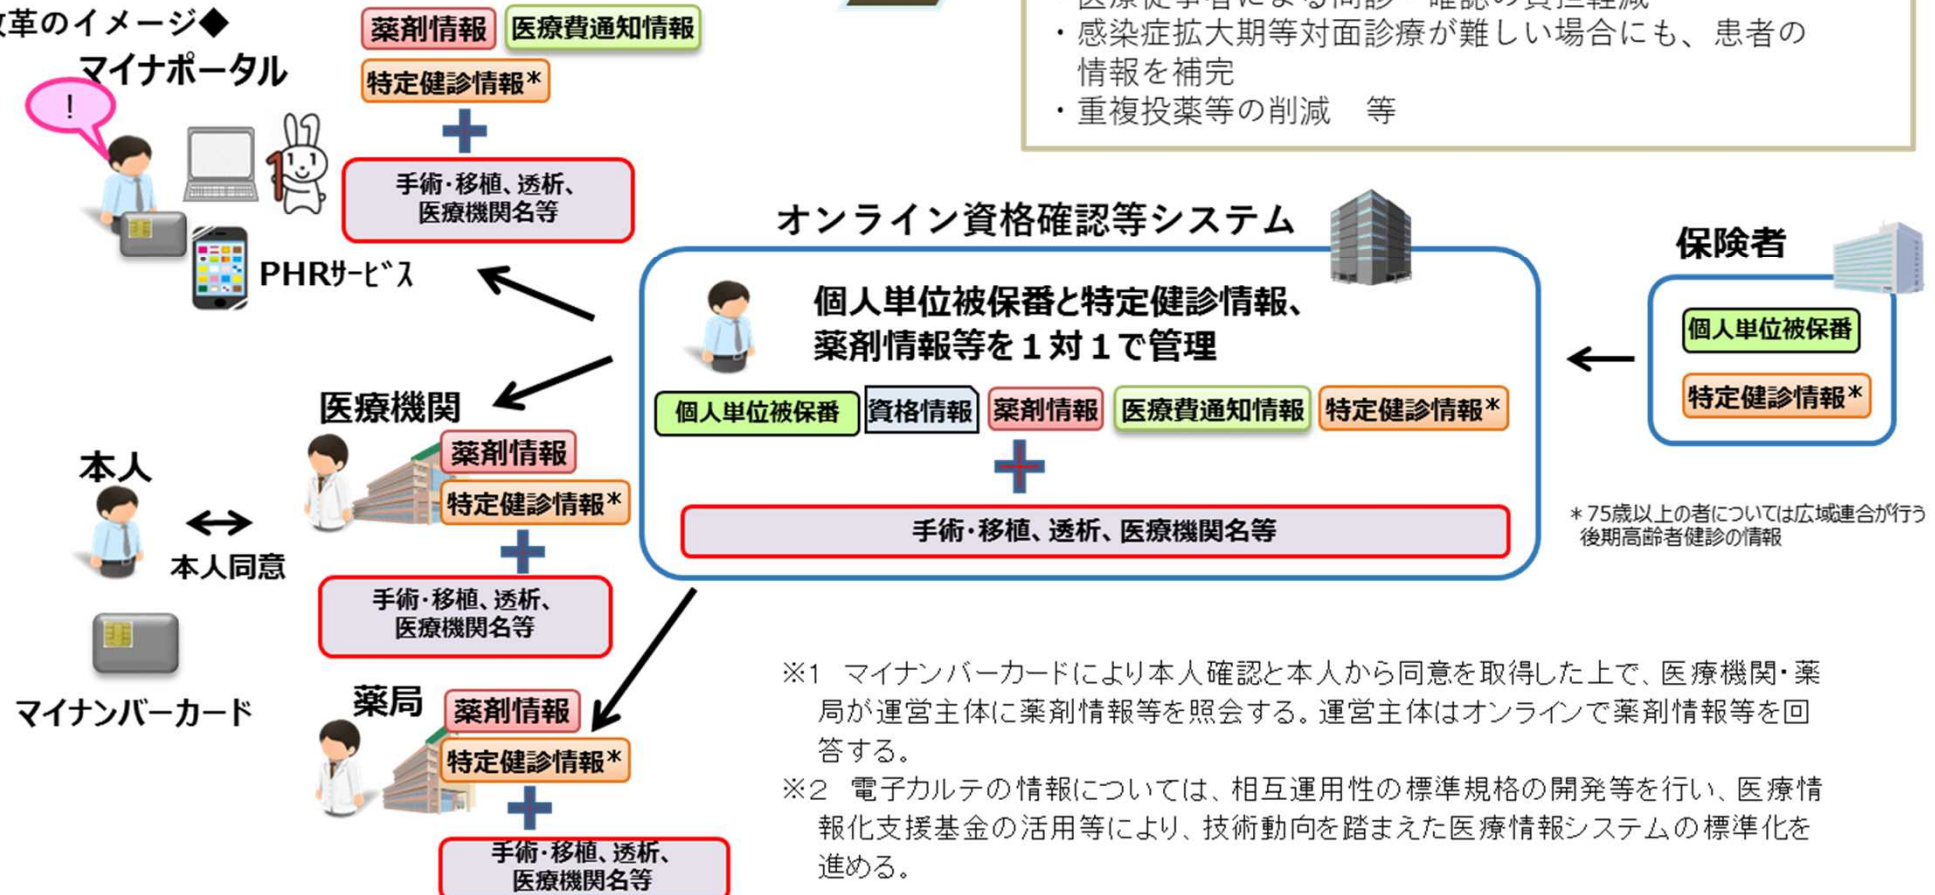 改革のイメージ◆
マイナポータル
!
薬剤情報
医療費通知情報
特定健診情報*
手術・移植、透析、
医療機関名等
PHRサービス
・医療従事者による問診・確認の負担軽減
・感染症拡大期等対面診療が難しい場合にも、患者の
情報を補完
・重複投薬等の削減　等
オンライン資格確認等システム
個人単位被保番と特定健診情報、
薬剤情報等を１対１で管理
個人単位被保番
資格情報
薬剤情報
医療費通知情報
特定健診情報*
手術・移植、透析、医療機関名等
保険者
個人単位被保番
特定健診情報*
＊75歳以上の者については広域連合が行う
後期高齢者健診の情報
医療機関
薬剤情報
特定健診情報*
手術・移植、透析、
医療機関名等
本人
本人同意
マイナンバーカード
薬局
薬剤情報
特定健診情報*
手術・移植、透析、
医療機関名等
※1　マイナンバーカードにより本人確認と本人から同意を取得した上で、医療機関・薬
局が運営主体に薬剤情報等を照会する。運営主体はオンラインで薬剤情報等を回
答する。
※2　電子カルテの情報については、相互運用性の標準規格の開発等を行い、医療情
報化支援基金の活用等により、技術動向を踏まえた医療情報システムの標準化を
進める。